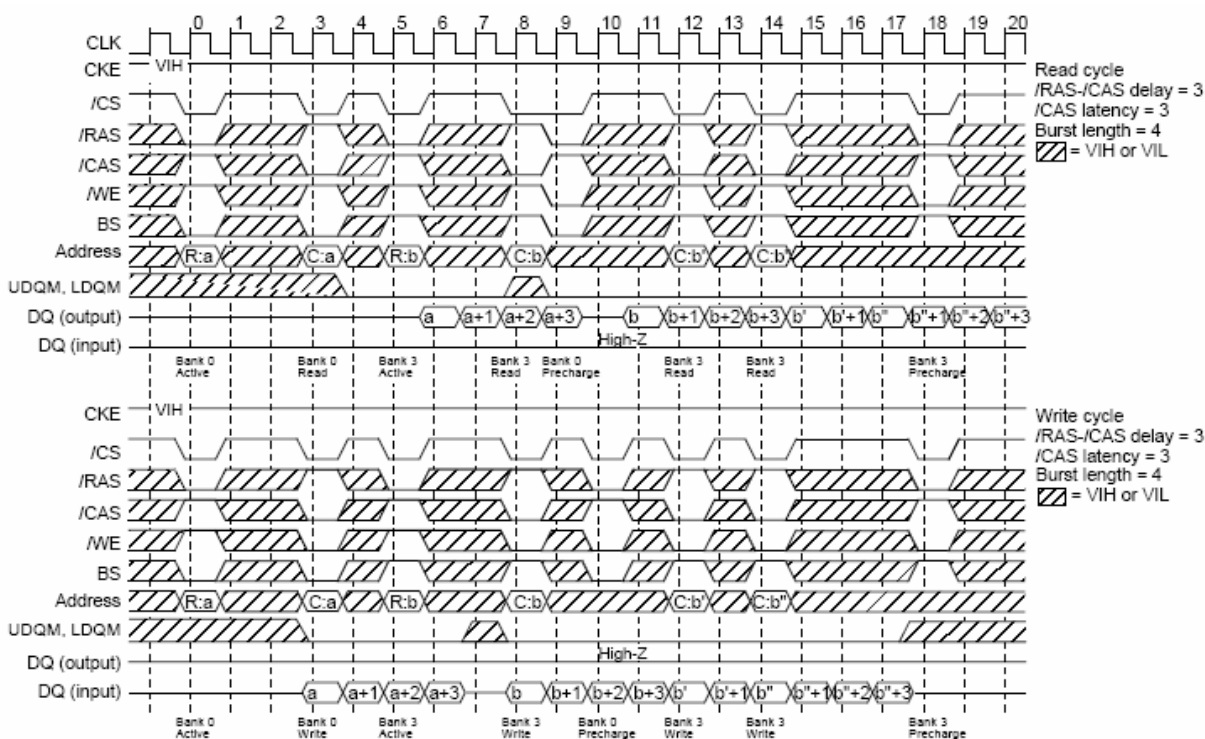 0 1 2 3 4 5 6 7 8 9 10 11 12 13 14 15 16 17 18 19 20
CLK
CKE VIH
/CS
/RAS
/CAS
/WE
BS
Address R:a C:a R:b C:b C:b' C:b"
UDQM, LDQM
DQ (output) a a+1 a+2 a+3 b b+1 b+2 b+3 b' b'+1 b" b"+1 b"+2 b"+3
DQ (input) High-Z
Bank 0 Bank 0 Bank 3 Bank 3 Bank 0 Bank 3 Bank 3 Bank 3
Active Read Active Read Precharge Read Read Precharge
Read cycle
/RAS-/CAS delay = 3
/CAS latency = 3
Burst length = 4
= VIH or VIL
CKE VIH
/CS
/RAS
/CAS
/WE
BS
Address R:a C:a R:b C:b C:b' C:b"
UDQM, LDQM
DQ (output) High-Z
DQ (input) a a+1 a+2 a+3 b b+1 b+2 b+3 b' b'+1 b" b"+1 b"+2 b"+3
Bank 0 Bank 0 Bank 3 Bank 3 Bank 0 Bank 3 Bank 3 Bank 3
Active Write Active Write Precharge Write Write Precharge
Write cycle
/RAS-/CAS delay = 3
/CAS latency = 3
Burst length = 4
= VIH or VIL